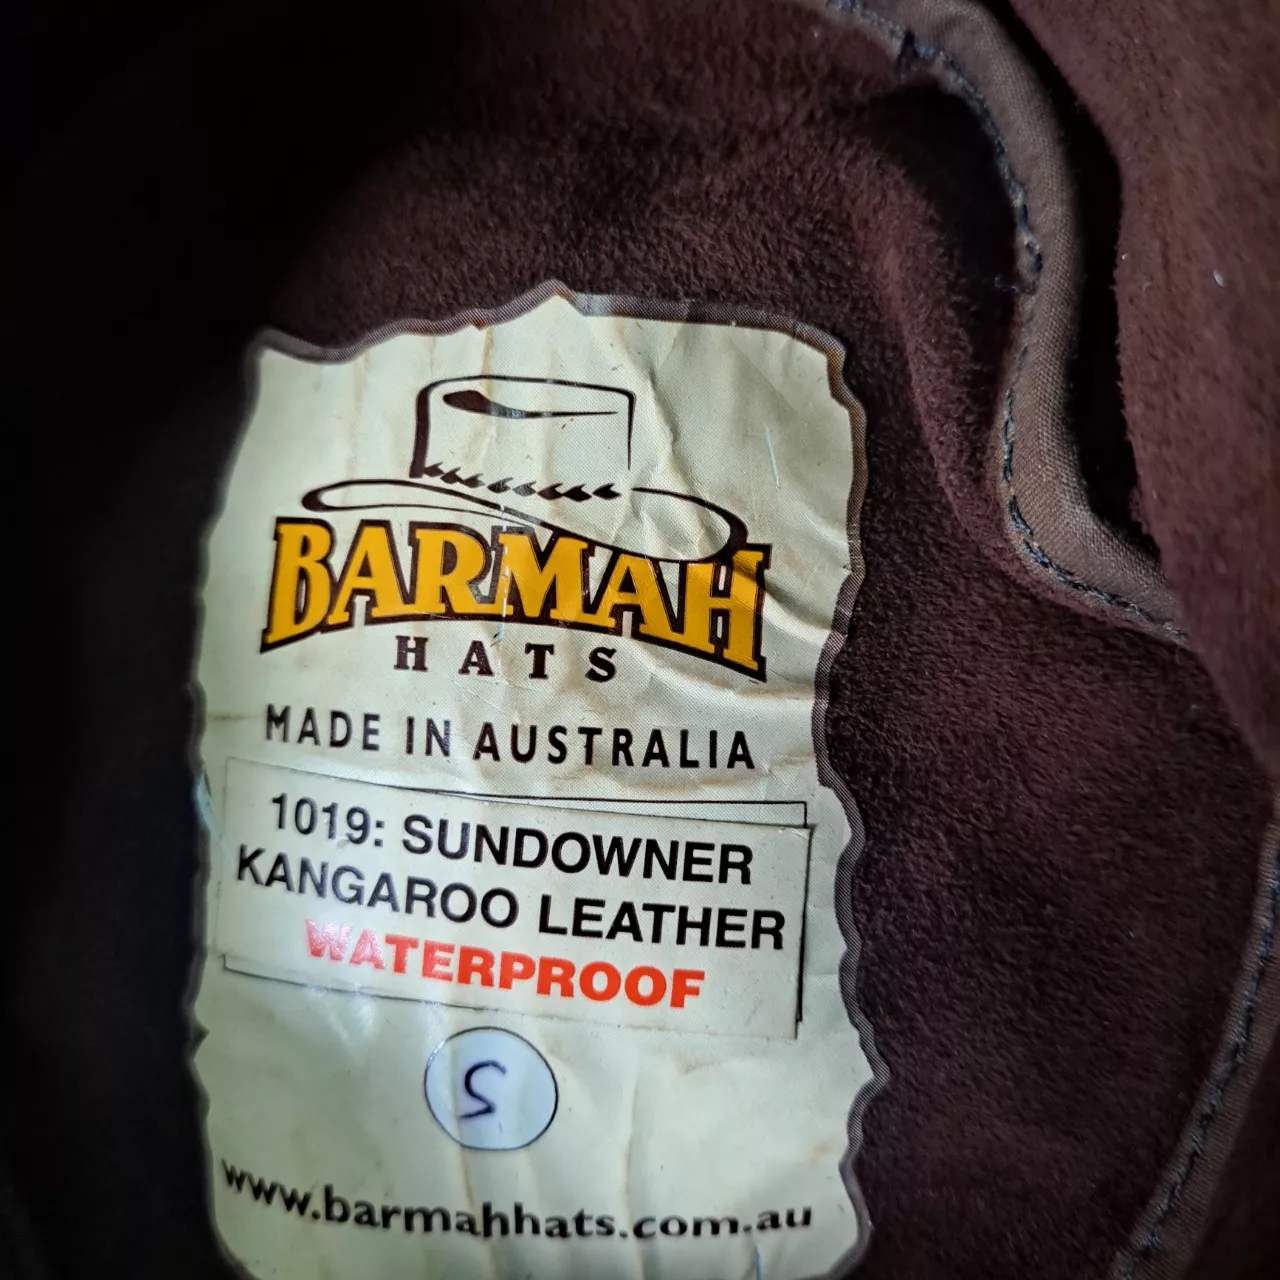 BARMAH
HATS
MADE IN AUSTRALIA
1019: SUNDOWNER
KANGAROO LEATHER
WATERPROOF
S
www.barmahhats.com.au